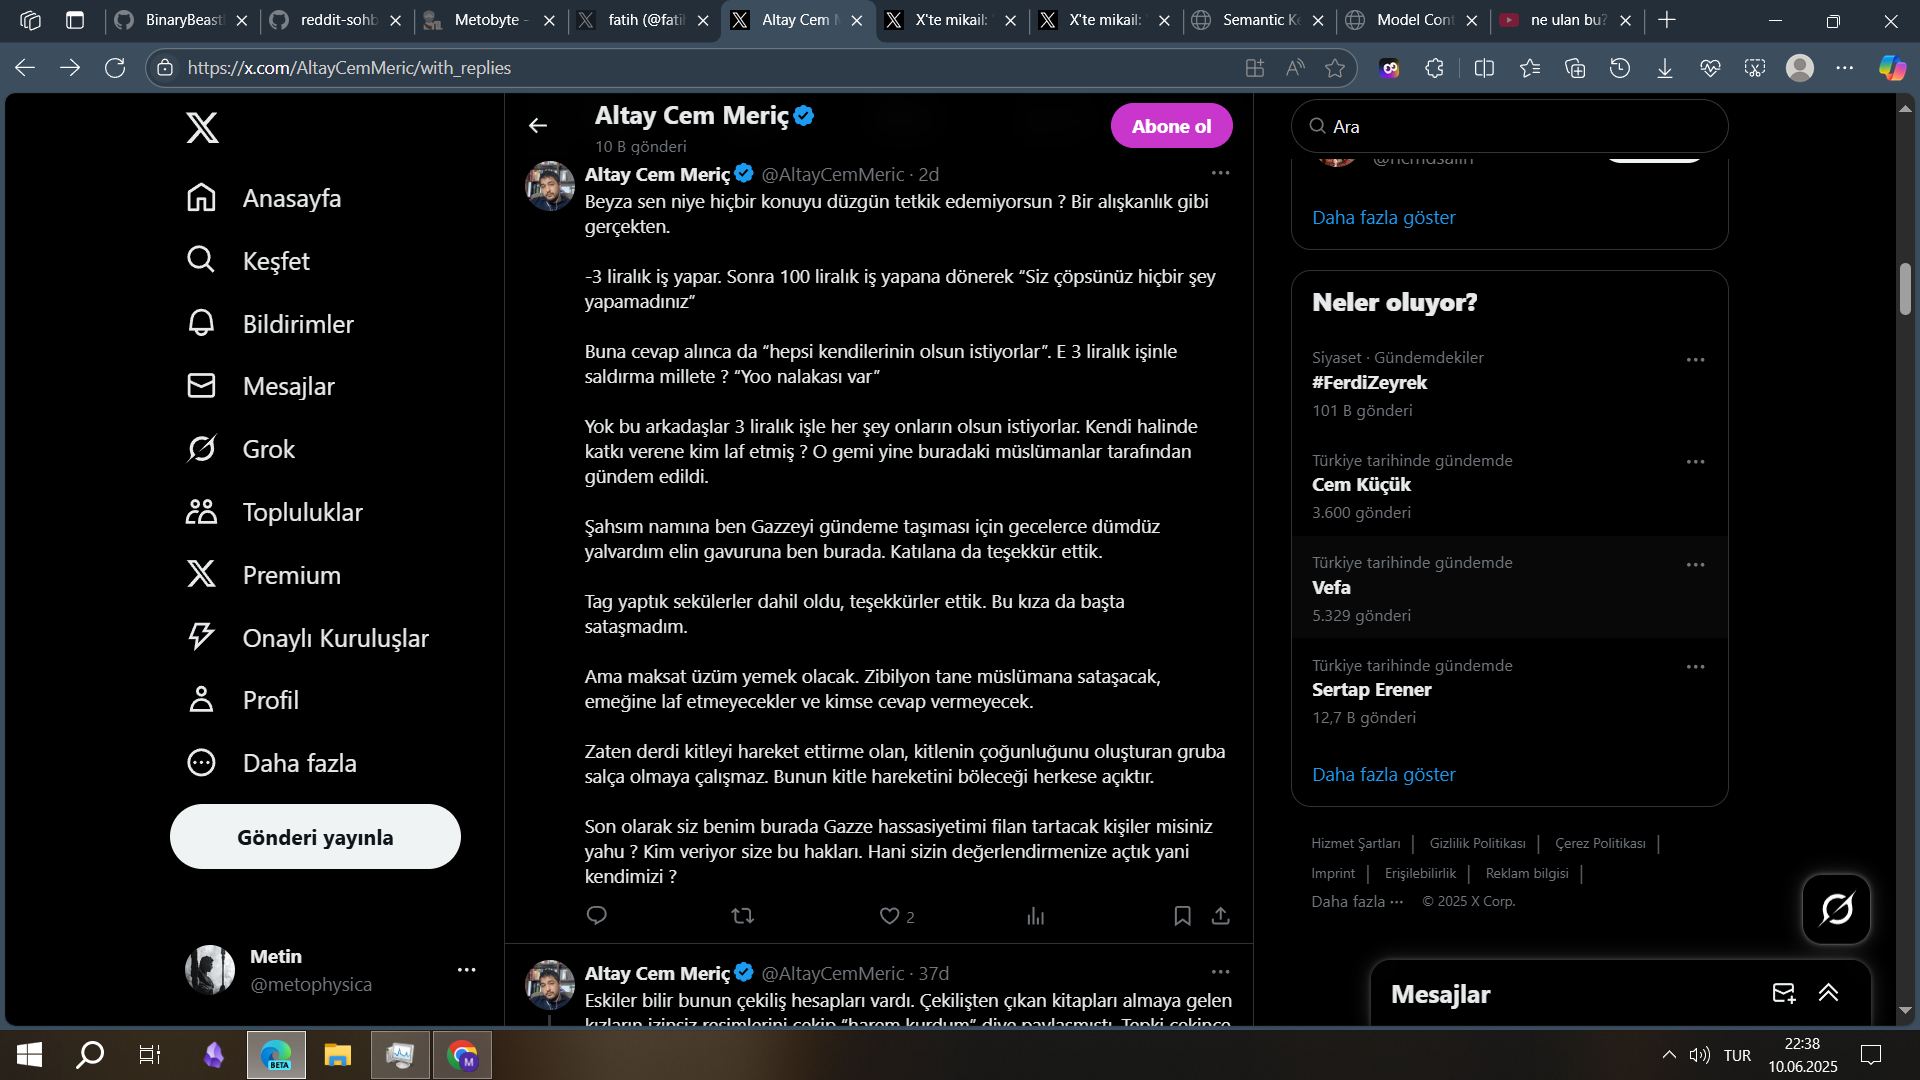 BinaryBeast
reddit-sohb
Metobyte -
fatih (@fatih
Altay Cem M
X'te mikail:
X'te mikail:
Semantic Ke
Model Cont
ne ulan bu?
https://x.com/AltayCemMeric/with_replies
Anasayfa
Keşfet
Bildirimler
Mesajlar
Grok
Topluluklar
Premium
Onaylı Kuruluşlar
Profil
Daha fazla
Gönderi yayınla
Metin
@metophysica
Altay Cem Meriç
10 B gönderi
Abone ol
Altay Cem Meriç @AltayCemMeric · 2d
Beyza sen niye hiçbir konuyu düzgün tetkik edemiyorsun ? Bir alışkanlık gibi
gerçekten.
-3 liralık iş yapar. Sonra 100 liralık iş yapana dönerek “Siz çöpsünüz hiçbir şey
yapamadınız”
Buna cevap alınca da “hepsi kendilerinin olsun istiyorlar”. E 3 liralık işinle
saldırma millete ? “Yoo nalakası var”
Yok bu arkadaşlar 3 liralık işle her şey onların olsun istiyorlar. Kendi halinde
katkı verene kim laf etmiş ? O gemi yine buradaki müslümanlar tarafından
gündem edildi.
Şahsım namına ben Gazzeyi gündeme taşıması için gecelerce dümdüz
yalvardım elin gavuruna ben burada. Katılana da teşekkür ettik.
Tag yaptık sekülerler dahil oldu, teşekkürler ettik. Bu kıza da başta
sataşmadım.
Ama maksat üzüm yemek olacak. Zibilyon tane müslümana sataşacak,
emeğine laf etmeyecekler ve kimse cevap vermeyecek.
Zaten derdi kitleyi hareket ettirme olan, kitlenin çoğunluğunu oluşturan gruba
salça olmaya çalışmaz. Bunun kitle hareketini böleceği herkese açıktır.
Son olarak siz benim burada Gazze hassasiyetimi filan tartacak kişiler misiniz
yahu ? Kim veriyor size bu hakları. Hani sizin değerlendirmenize açtık yani
kendimizi ?
2
Altay Cem Meriç @AltayCemMeric · 37d
Eskiler bilir bunun çekiliş hesapları vardı. Çekilişten çıkan kitapları almaya gelen
kızların izinsiz resimlerini çekip “harem kurdum” diye paylaşmıştı. Tepki çekince
Ara
Daha fazla göster
Neler oluyor?
Siyaset · Gündemdekiler
#FerdiZeyrek
101 B gönderi
Türkiye tarihinde gündemde
Cem Küçük
3.600 gönderi
Türkiye tarihinde gündemde
Vefa
5.329 gönderi
Türkiye tarihinde gündemde
Sertap Erener
12,7 B gönderi
Daha fazla göster
Hizmet Şartları | Gizlilik Politikası | Çerez Politikası |
Imprint | Erişilebilirlik | Reklam bilgisi |
Daha fazla ··· © 2025 X Corp.
Mesajlar
BETA
M
TUR
22:38
10.06.2025